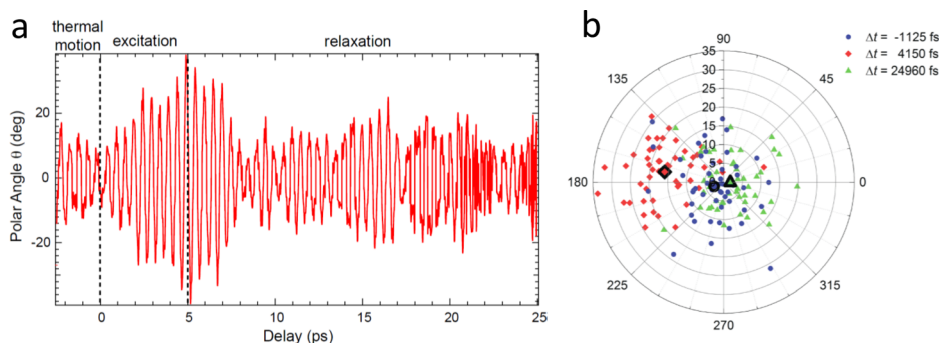 a
thermal
motion
excitation
relaxation
Polar Angle θ (deg)
20
0
-20
0
5
10
15
20
25
Delay (ps)
b
Δt = -1125 fs
Δt = 4150 fs
Δt = 24960 fs
90
135
45
180
0
225
315
270
35
30
25
20
15
10
5